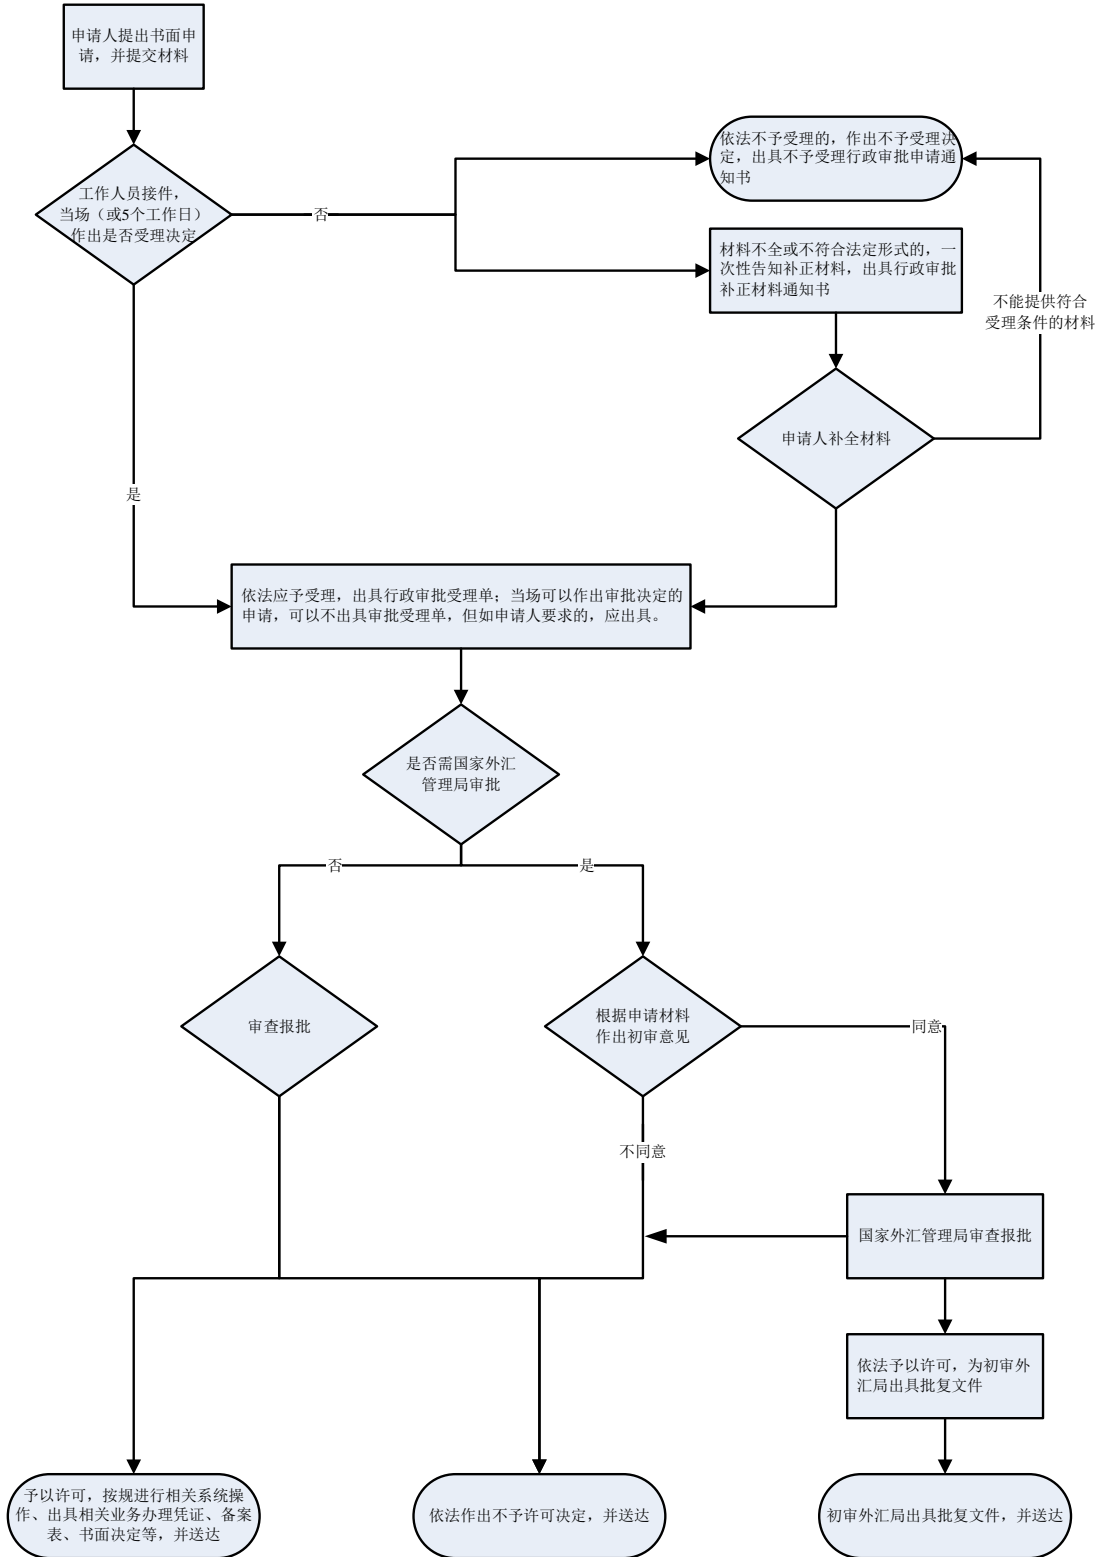 申请人提出书面申
请，并提交材料
工作人员接件，
当场（或5个工作日）
作出是否受理决定
否
依法不予受理的，作出不予受理决
定，出具不予受理行政审批申请通
知书
材料不全或不符合法定形式的，一
次性告知补正材料，出具行政审批
补正材料通知书
不能提供符合
受理条件的材料
申请人补全材料
是
依法应予受理，出具行政审批受理单；当场可以作出审批决定的
申请，可以不出具审批受理单，但如申请人要求的，应出具。
是否需国家外汇
管理局审批
否
是
审查报批
根据申请材料
作出初审意见
同意
不同意
国家外汇管理局审查报批
依法予以许可，为初审外
汇局出具批复文件
予以许可，按规进行相关系统操
作、出具相关业务办理凭证、备案
表、书面决定等，并送达
依法作出不予许可决定，并送达
初审外汇局出具批复文件，并送达